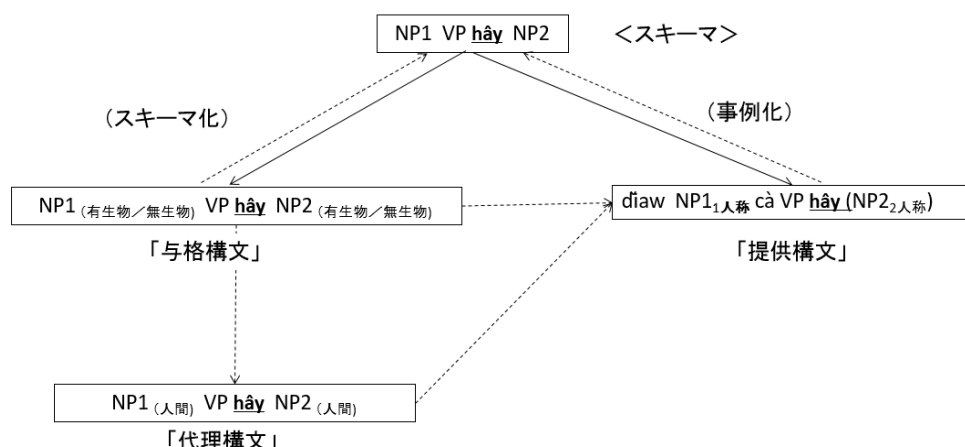 NP1 VP hây NP2 <スキーマ>
(スキーマ化)
(事例化)
NP1 (有生物/無生物) VP hây NP2 (有生物/無生物)
dǐaw NP1 1人称 cà VP hây (NP2 2人称)
「与格構文」
「提供構文」
NP1 (人間) VP hây NP2 (人間)
「代理構文」